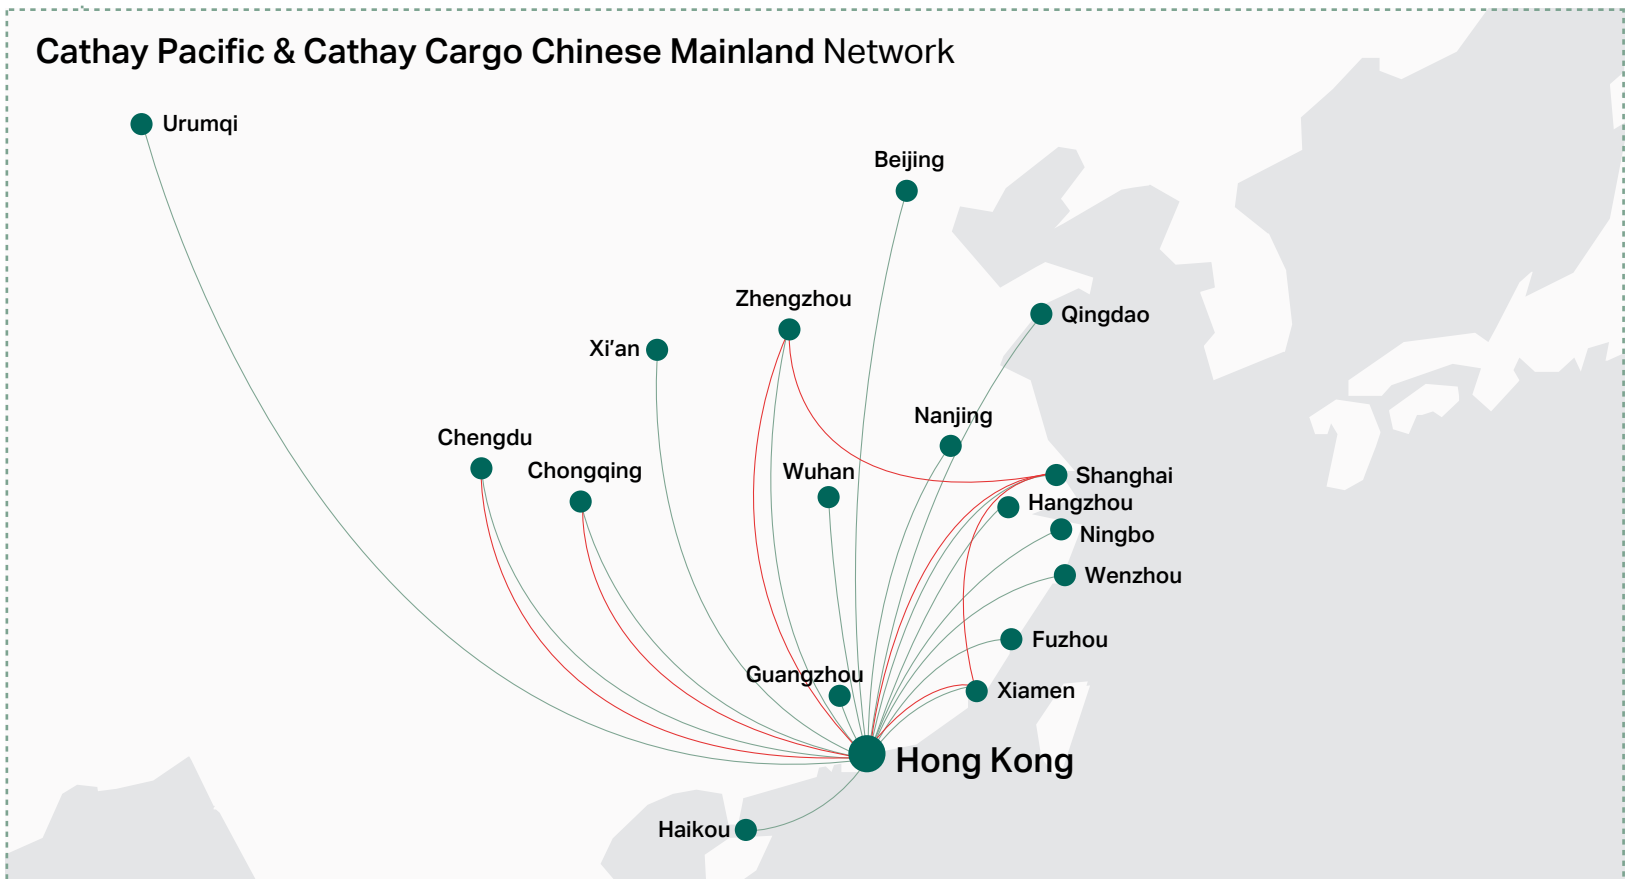 Cathay Pacific & Cathay Cargo Chinese Mainland Network
Urumqi
Beijing
Zhengzhou
Qingdao
Xi'an
Nanjing
Chengdu
Chongqing
Wuhan
Shanghai
Hangzhou
Ningbo
Wenzhou
Fuzhou
Guangzhou
Xiamen
Hong Kong
Haikou